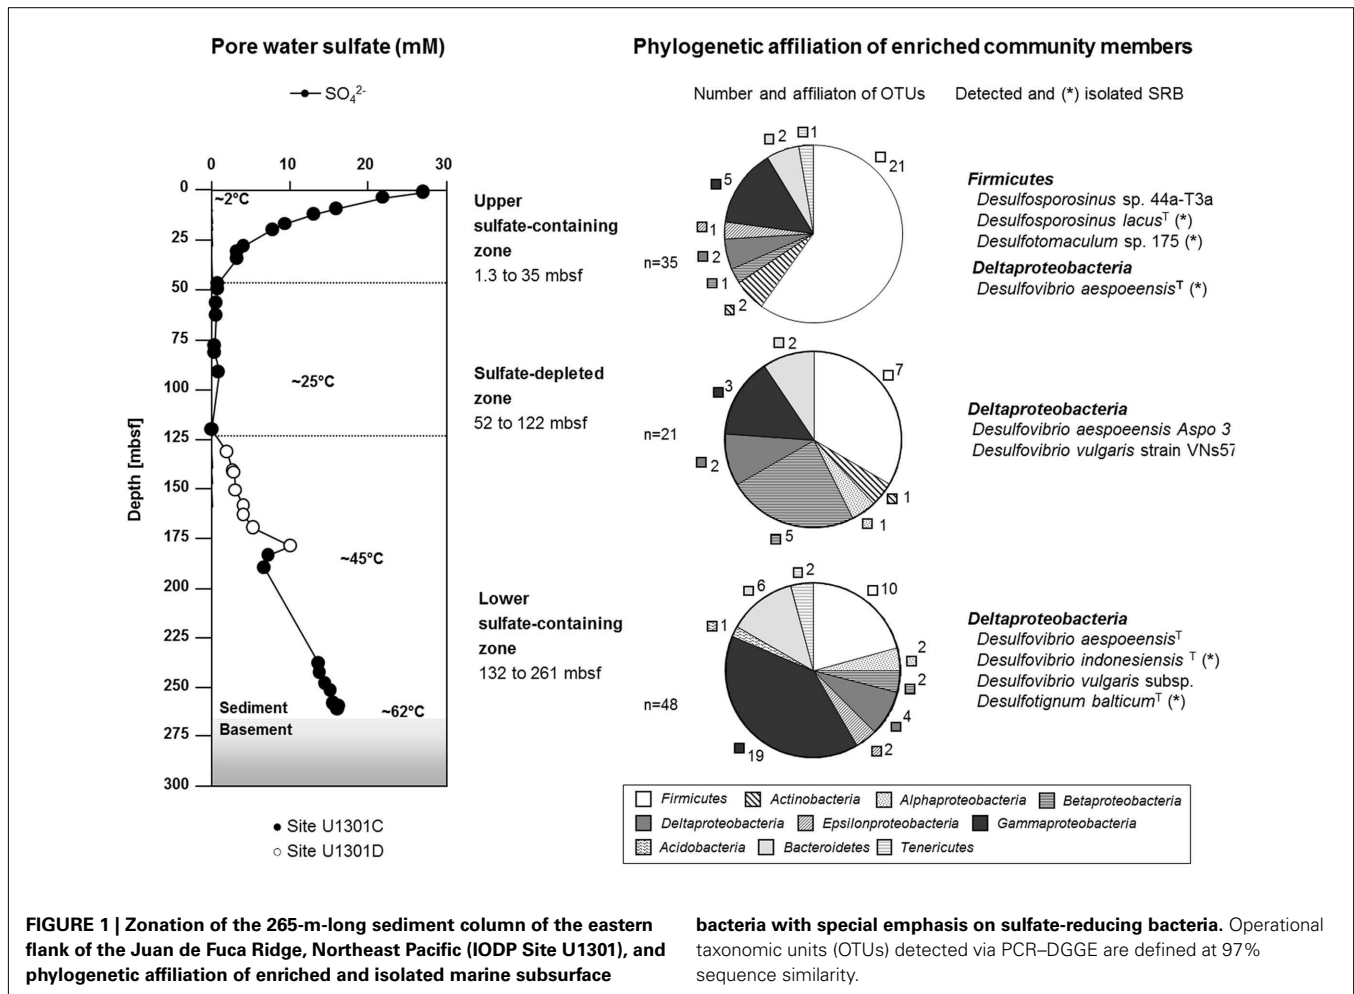 Pore water sulfate (mM)
SO₄²⁻
0 10 20 30
0
25
50
75
100
125
150
175
200
225
250
275
300
Depth [mbsf]
~2°C
~25°C
~45°C
~62°C
Sediment
Basement
Site U1301C
Site U1301D
Upper
sulfate-containing
zone
1.3 to 35 mbsf
Sulfate-depleted
zone
52 to 122 mbsf
Lower
sulfate-containing
zone
132 to 261 mbsf
Phylogenetic affiliation of enriched community members
Number and affiliaton of OTUs
Detected and (*) isolated SRB
n=35
21
2
1
2
1
5
2
1
Firmicutes
Desulfosporosinus sp. 44a-T3a
Desulfosporosinus lacusᵀ (*)
Desulfotomaculum sp. 175 (*)
Deltaproteobacteria
Desulfovibrio aespoeensisᵀ (*)
n=21
7
1
1
5
2
3
2
Deltaproteobacteria
Desulfovibrio aespoeensis Aspo 3
Desulfovibrio vulgaris strain VNs57
n=48
10
2
2
4
2
19
1
6
2
Deltaproteobacteria
Desulfovibrio aespoeensisᵀ
Desulfovibrio indonesiensis ᵀ (*)
Desulfovibrio vulgaris subsp.
Desulfotignum balticumᵀ (*)
Firmicutes Actinobacteria Alphaproteobacteria Betaproteobacteria
Deltaproteobacteria Epsilonproteobacteria Gammaproteobacteria
Acidobacteria Bacteroidetes Tenericutes
FIGURE 1 | Zonation of the 265-m-long sediment column of the eastern
flank of the Juan de Fuca Ridge, Northeast Pacific (IODP Site U1301), and
phylogenetic affiliation of enriched and isolated marine subsurface
bacteria with special emphasis on sulfate-reducing bacteria. Operational
taxonomic units (OTUs) detected via PCR–DGGE are defined at 97%
sequence similarity.